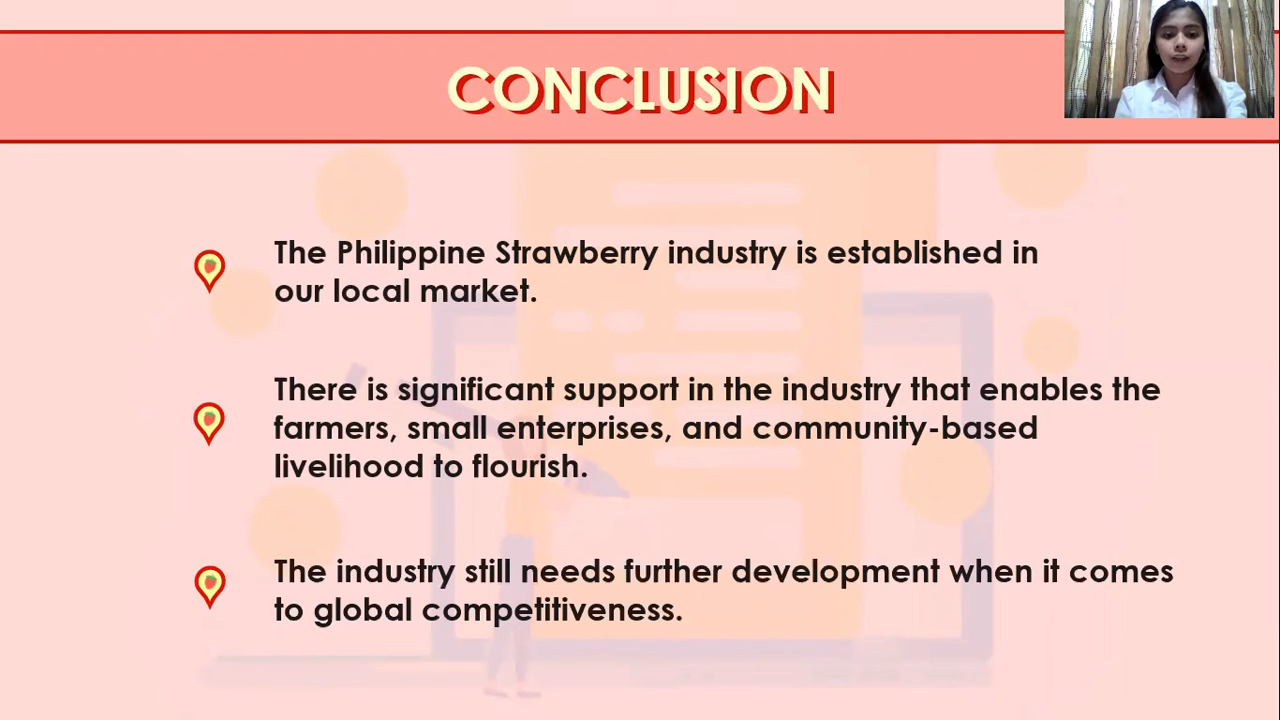 CONCLUSION
The Philippine Strawberry industry is established in
our local market.
There is significant support in the industry that enables the
farmers, small enterprises, and community-based
livelihood to flourish.
The industry still needs further development when it comes
to global competitiveness.